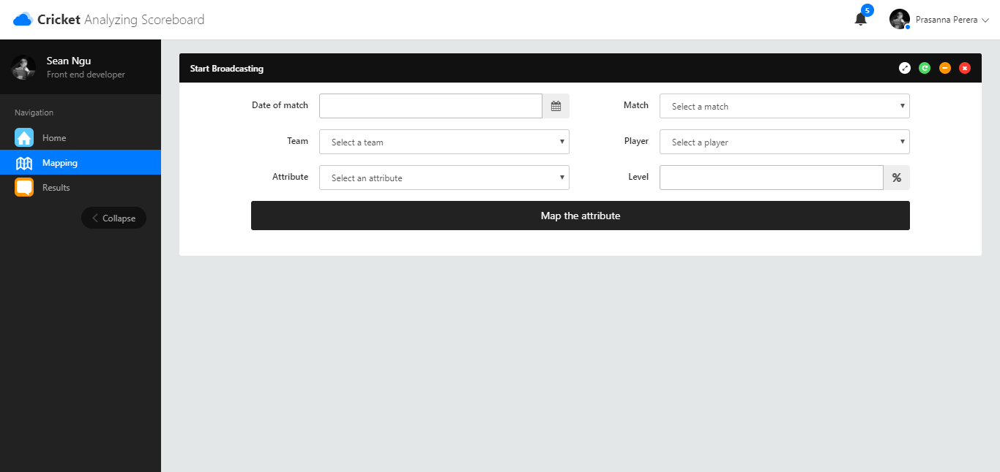 Cricket Analyzing Scoreboard
5
Prasanna Perera
Sean Ngu
Front end developer
Navigation
Home
Mapping
Results
Collapse
Start Broadcasting
Date of match
Match
Select a match
Team
Select a team
Player
Select a player
Attribute
Select an attribute
Level
%
Map the attribute